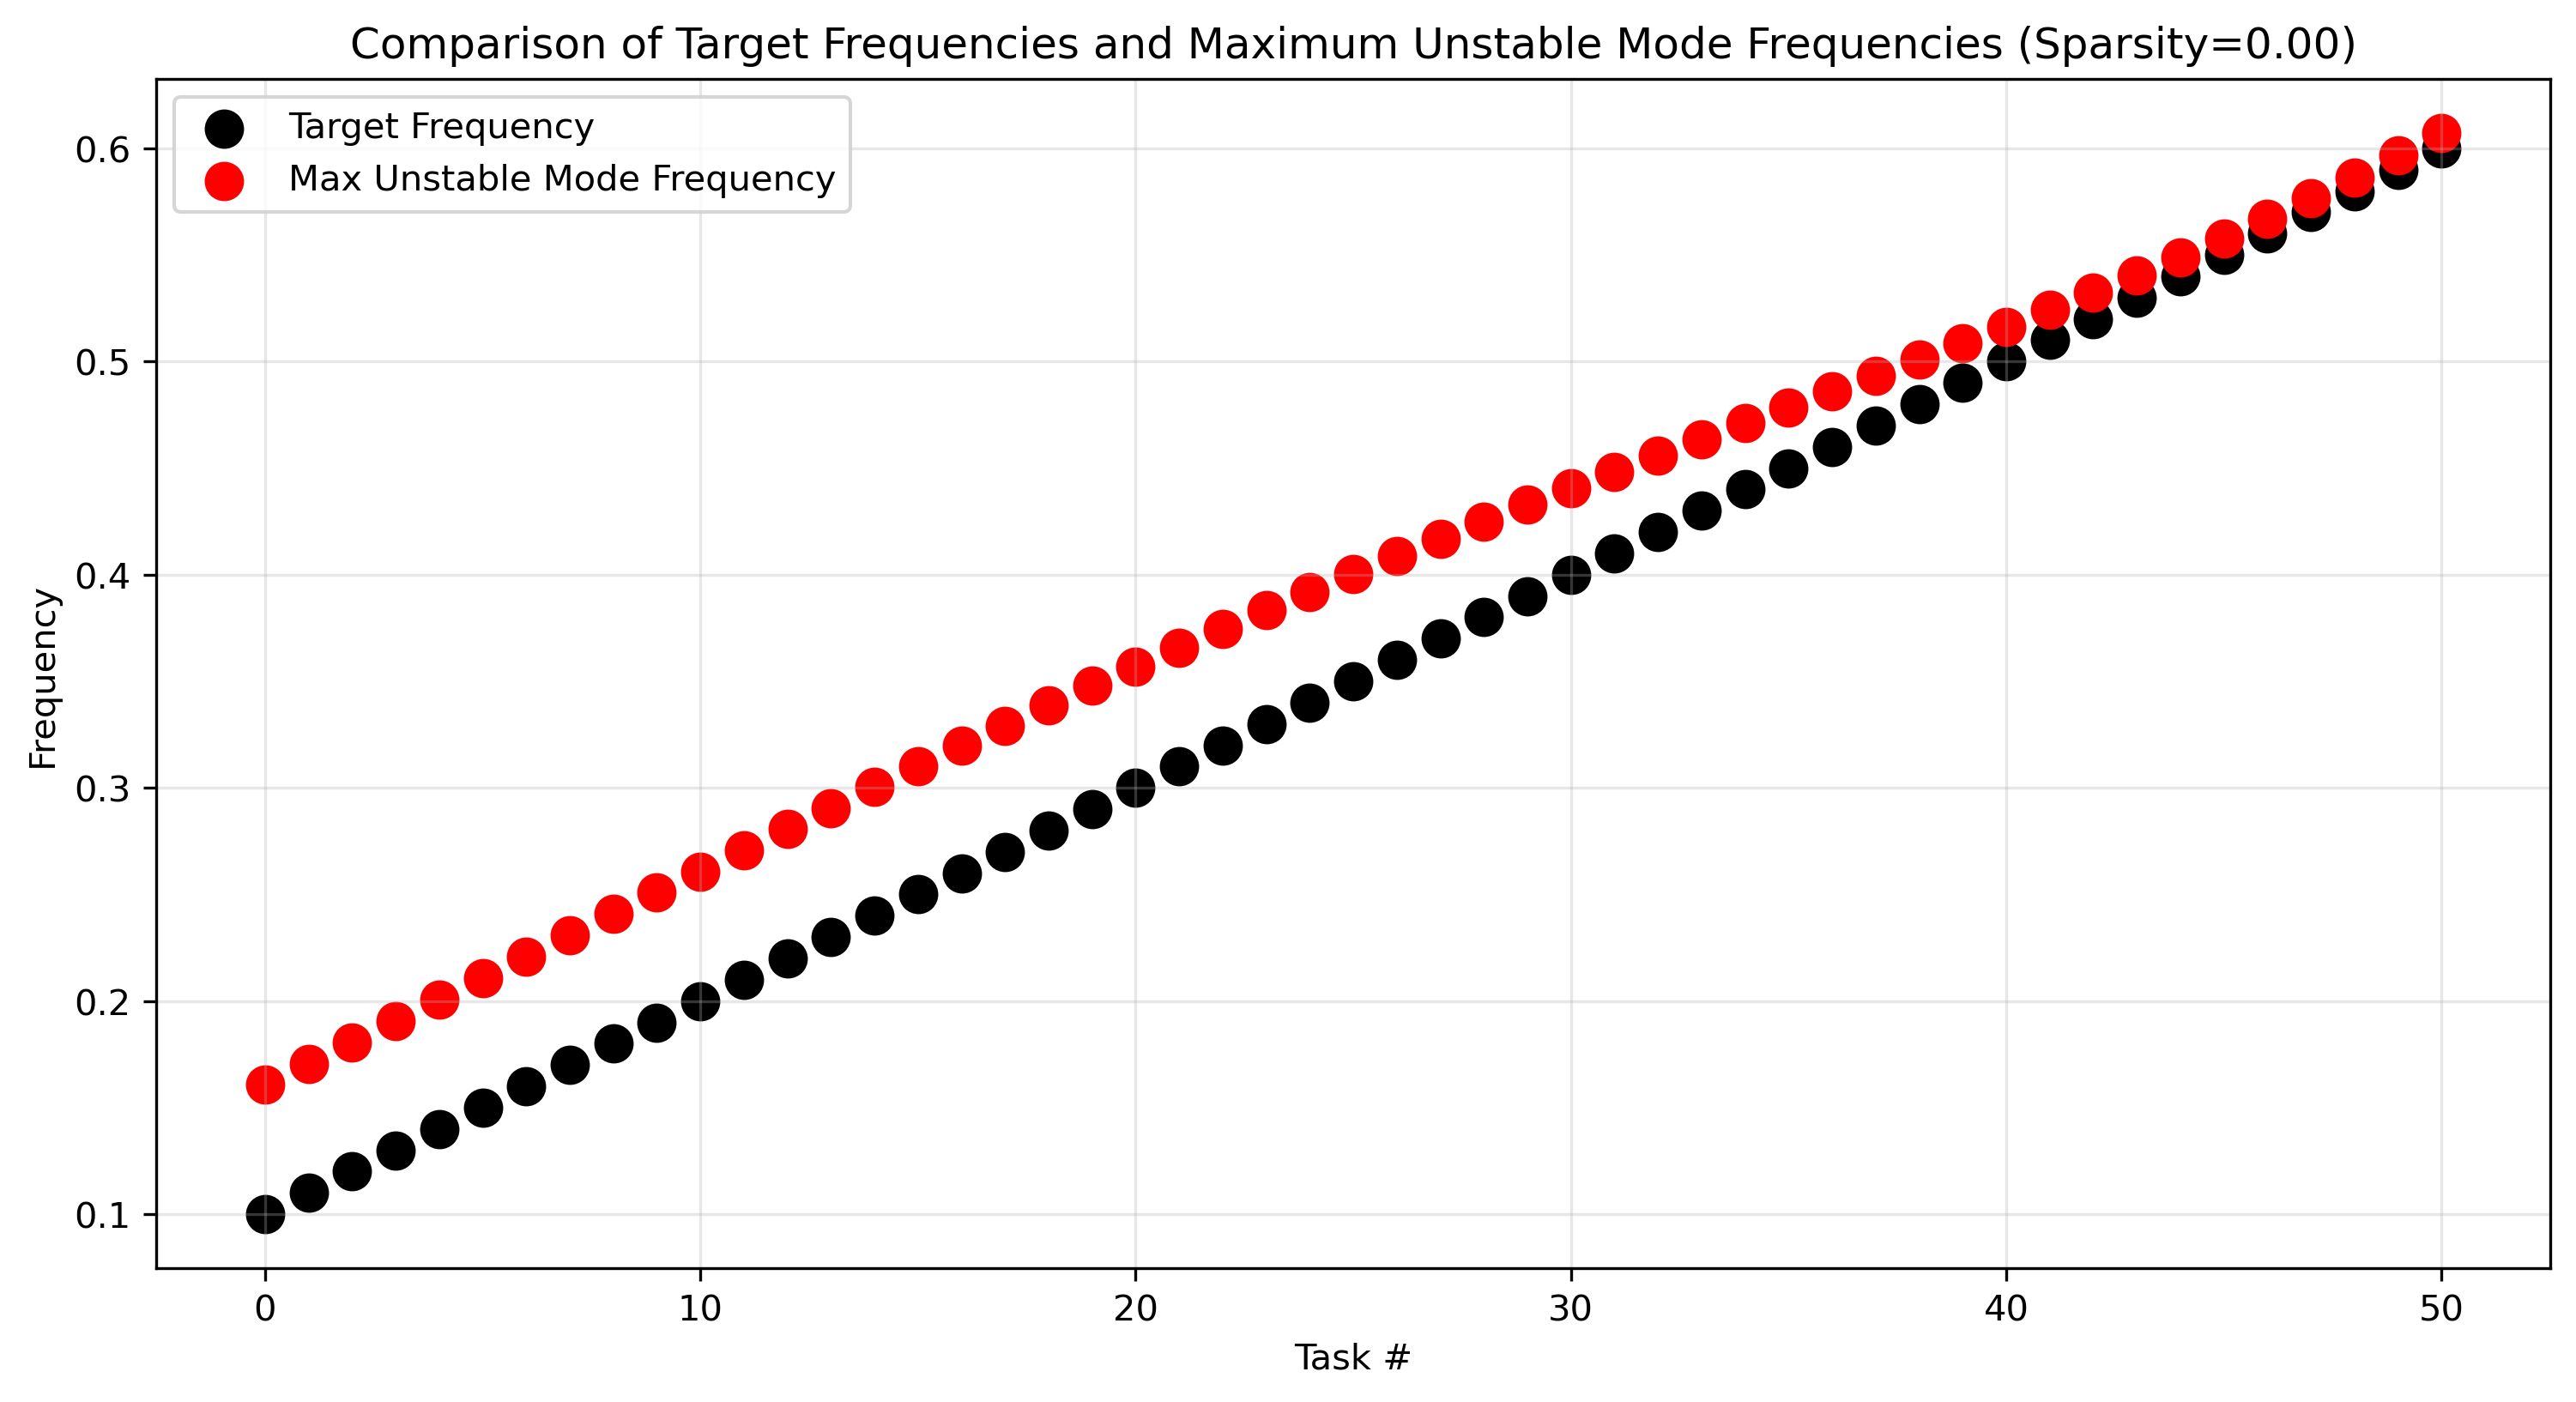 Comparison of Target Frequencies and Maximum Unstable Mode Frequencies (Sparsity=0.00)
Target Frequency
Max Unstable Mode Frequency
0.6
0.5
0.4
0.3
0.2
0.1
Frequency
0 10 20 30 40 50
Task #